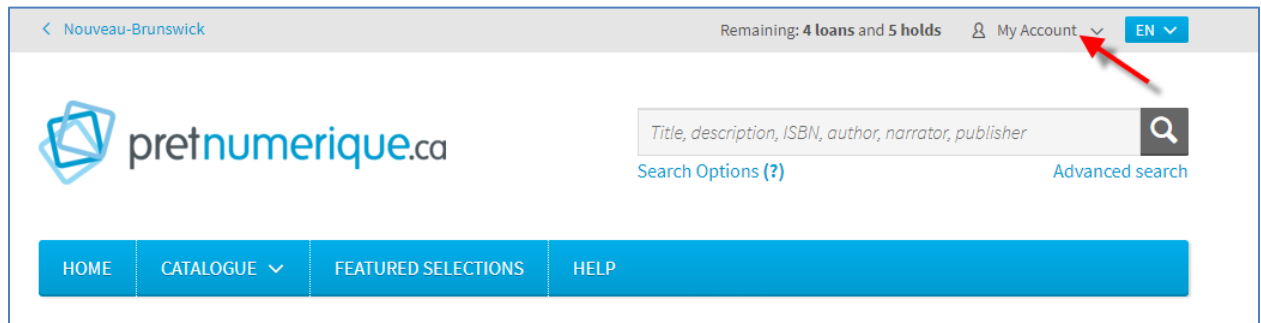 Nouveau-Brunswick Remaining: 4 loans and 5 holds My Account EN
pretnumerique.ca
Title, description, ISBN, author, narrator, publisher
Search Options (?) Advanced search
HOME CATALOGUE FEATURED SELECTIONS HELP